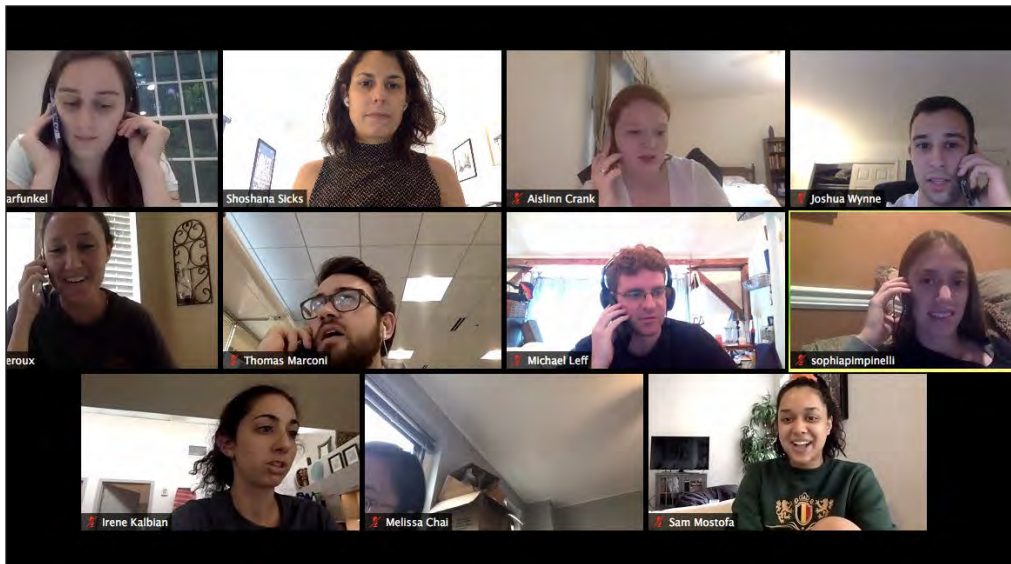 arfunkel
Shoshana Sicks
Aislinn Crank
Joshua Wynne
eroux
Thomas Marconi
Michael Leff
sophiapimpinelli
Irene Kalbian
Melissa Chai
Sam Mostofa